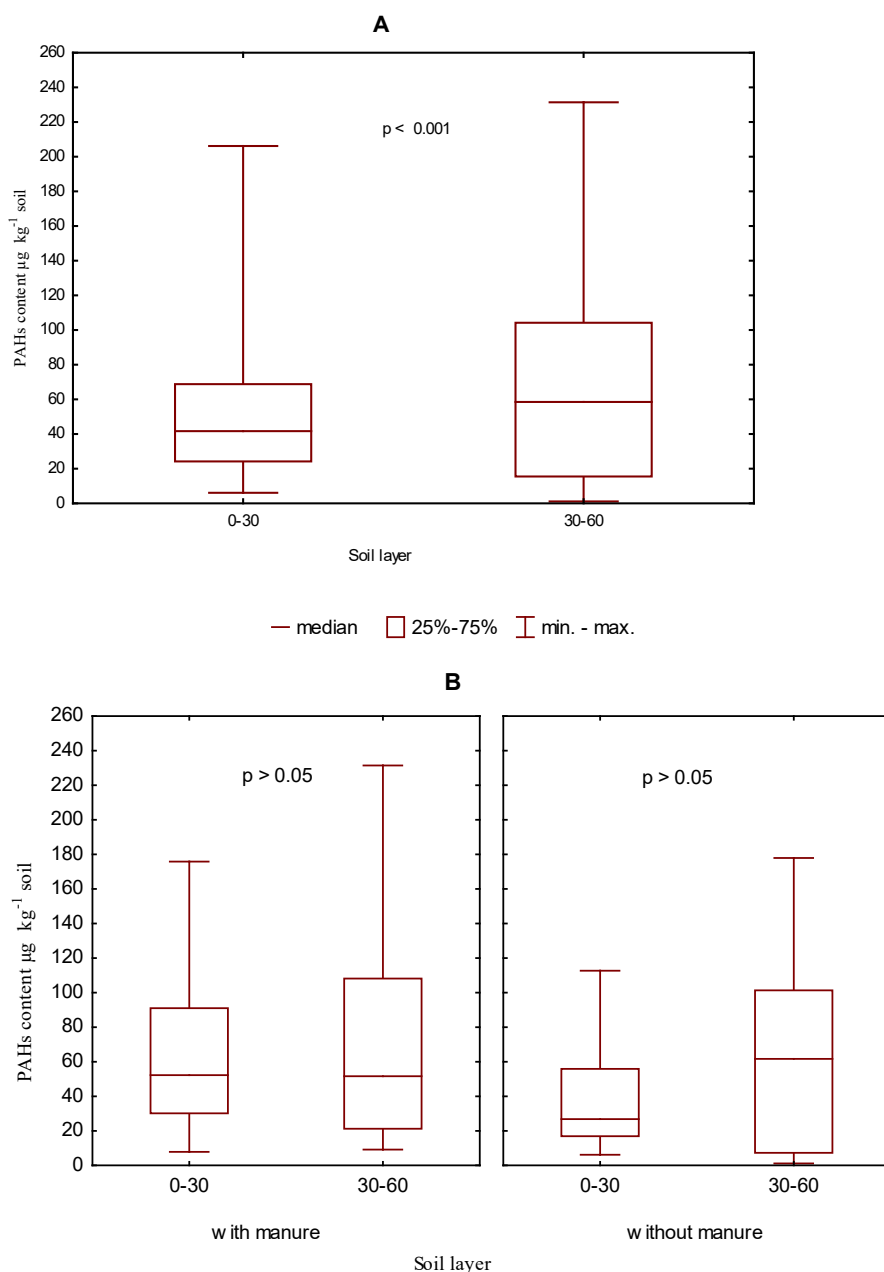 A
260
240
220
200
180
160
140
120
100
80
60
40
20
0
PAHs content µg kg⁻¹ soil
p < 0.001
0-30 30-60
Soil layer
median 25%-75% min. - max.
B
260
240
220
200
180
160
140
120
100
80
60
40
20
0
PAHs content µg kg⁻¹ soil
p > 0.05 p > 0.05
0-30 30-60 0-30 30-60
with manure without manure
Soil layer